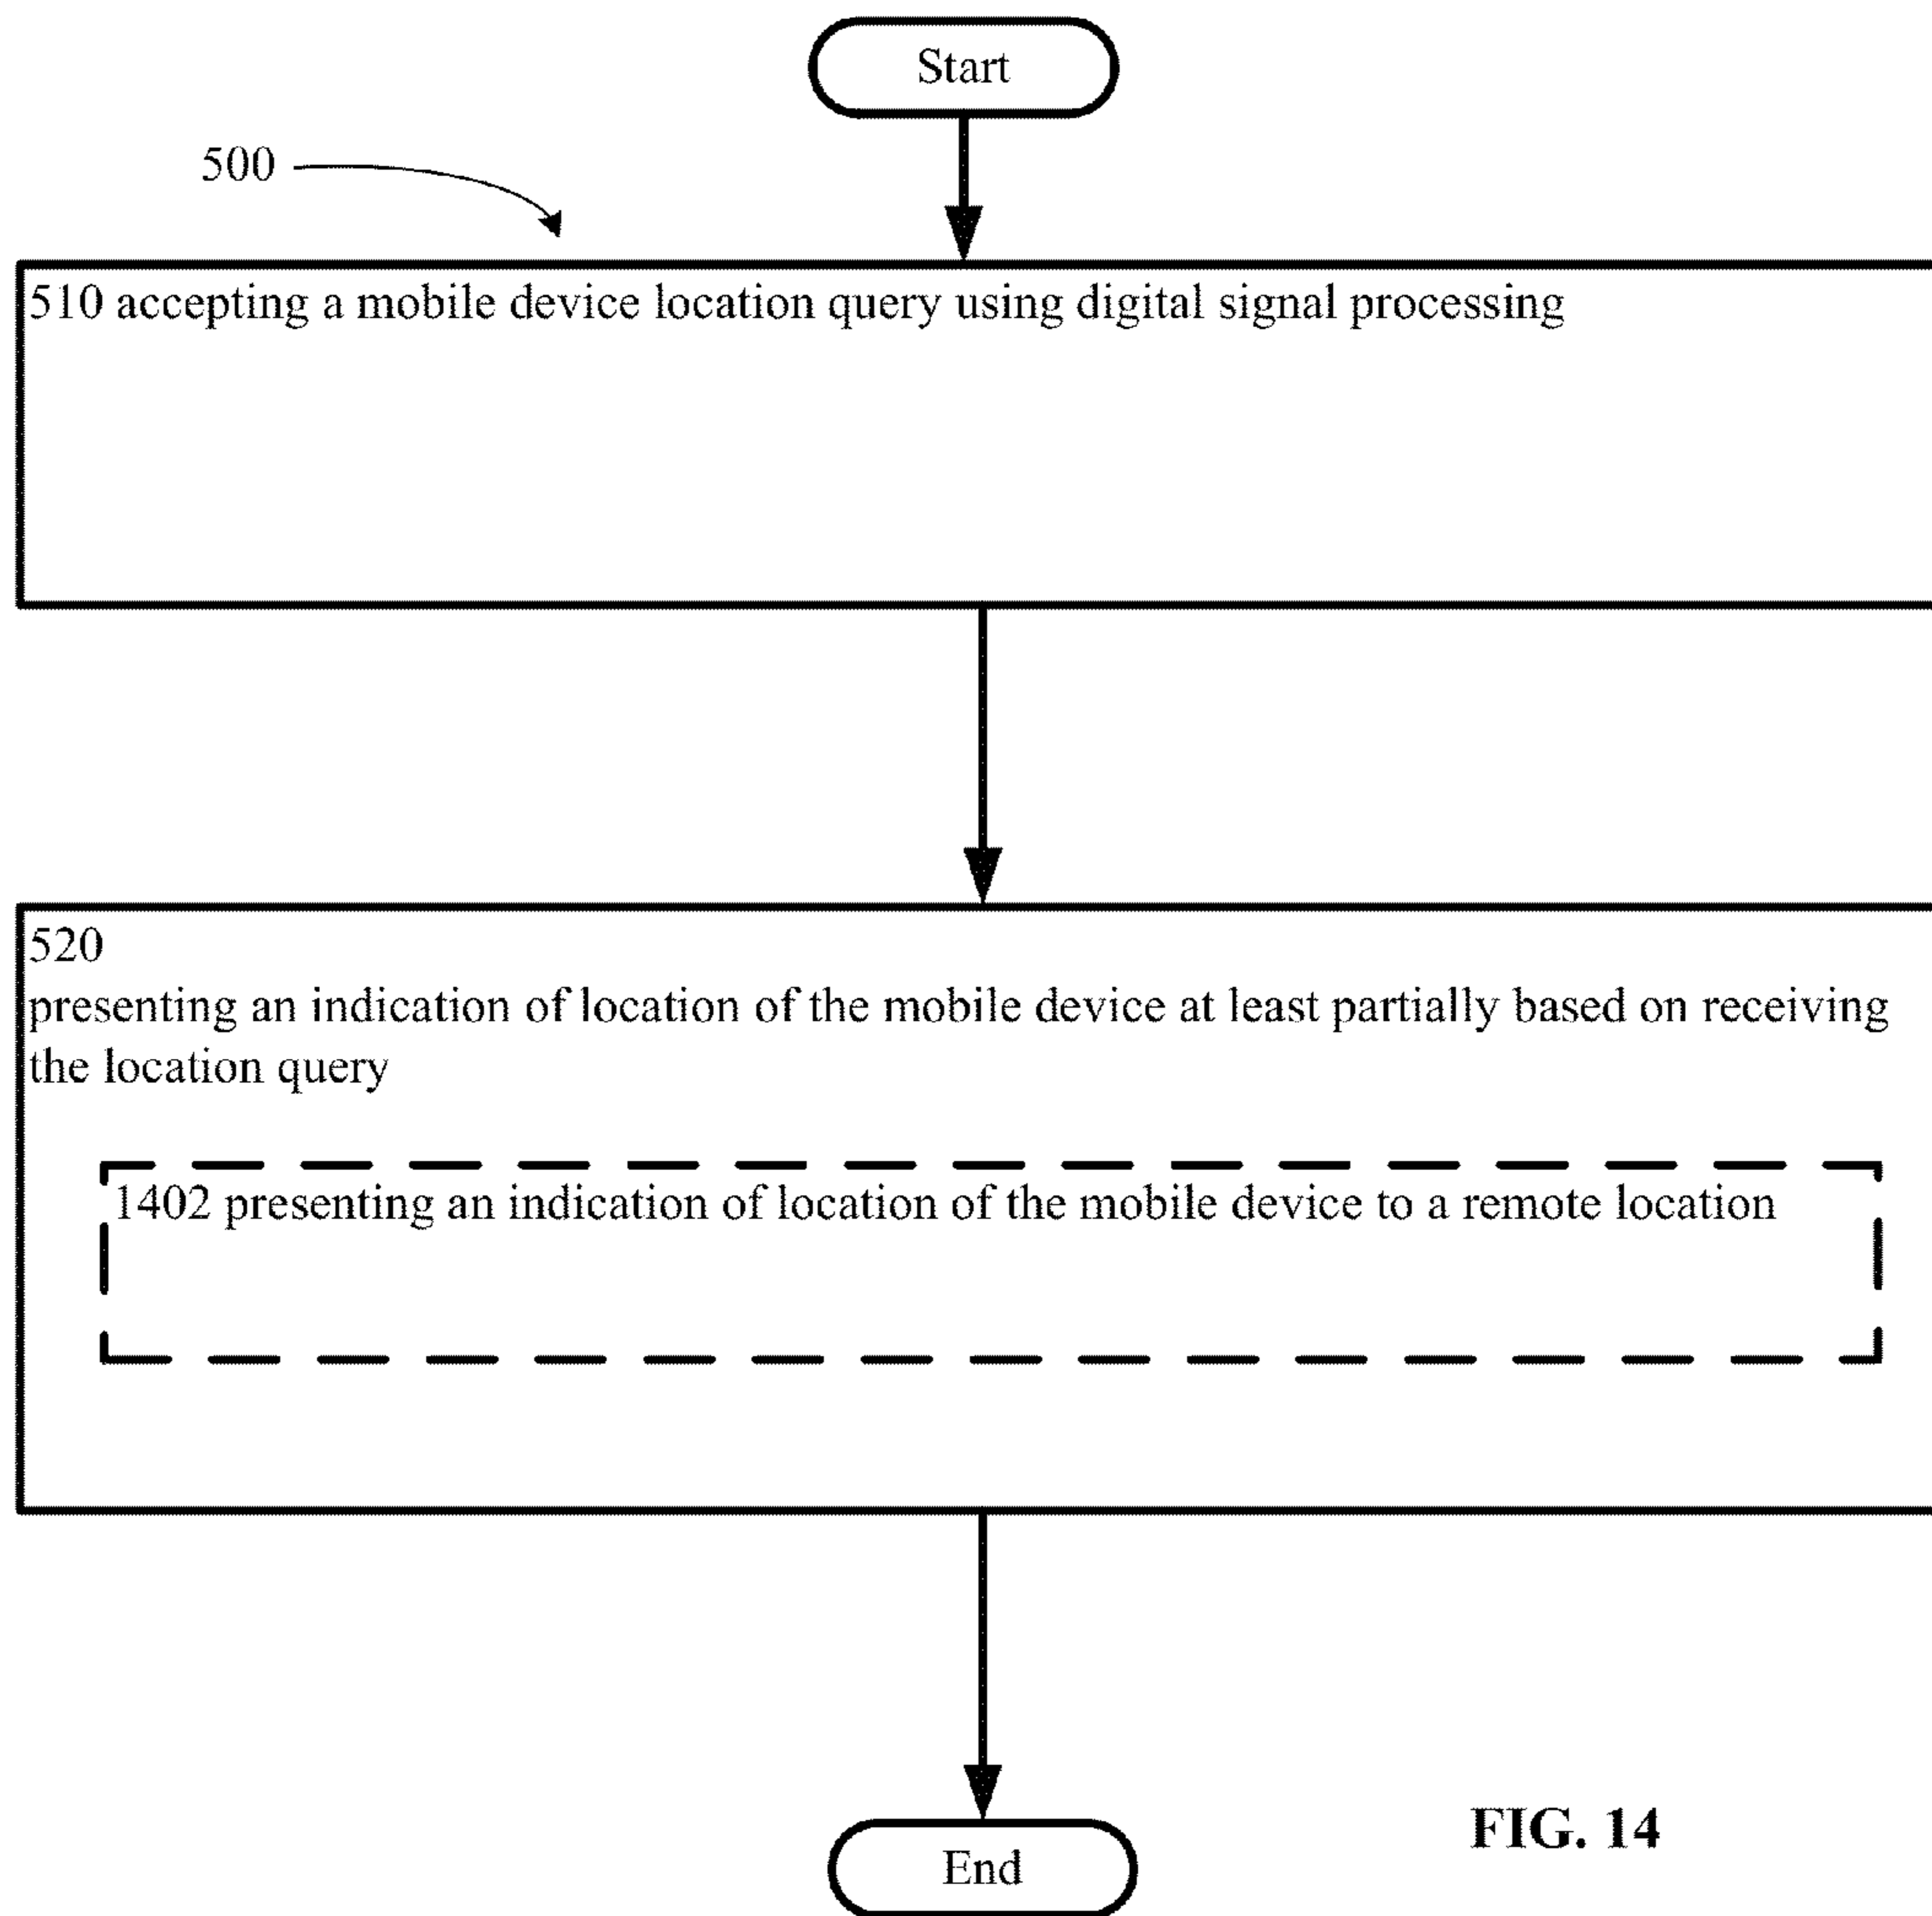 Start
500
510 accepting a mobile device location query using digital signal processing
520
presenting an indication of location of the mobile device at least partially based on receiving
the location query
1402 presenting an indication of location of the mobile device to a remote location
End
FIG. 14